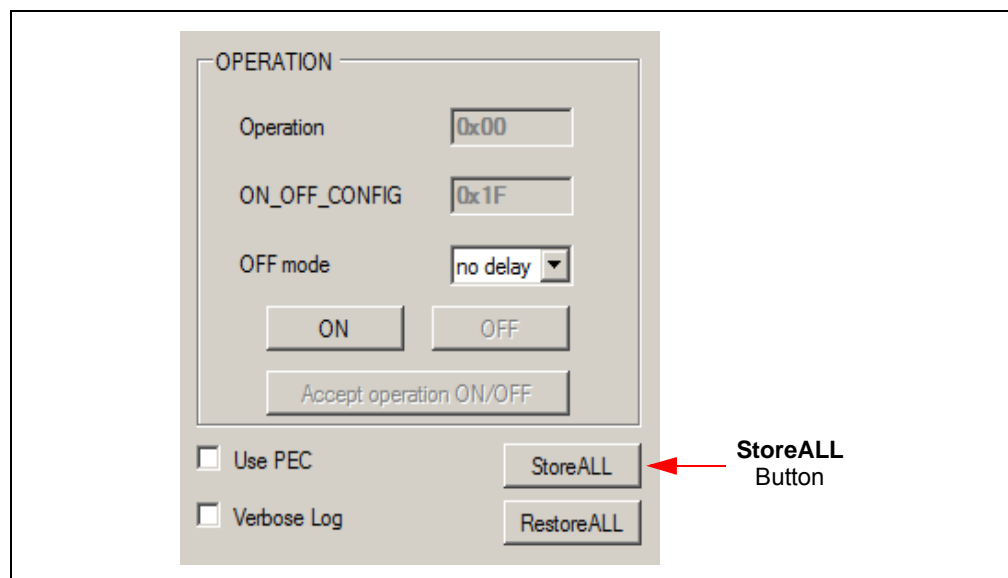 OPERATION
Operation 0x00
ON_OFF_CONFIG 0x1F
OFF mode no delay
ON OFF
Accept operation ON/OFF
Use PEC StoreALL
StoreALL
Button
Verbose Log RestoreALL